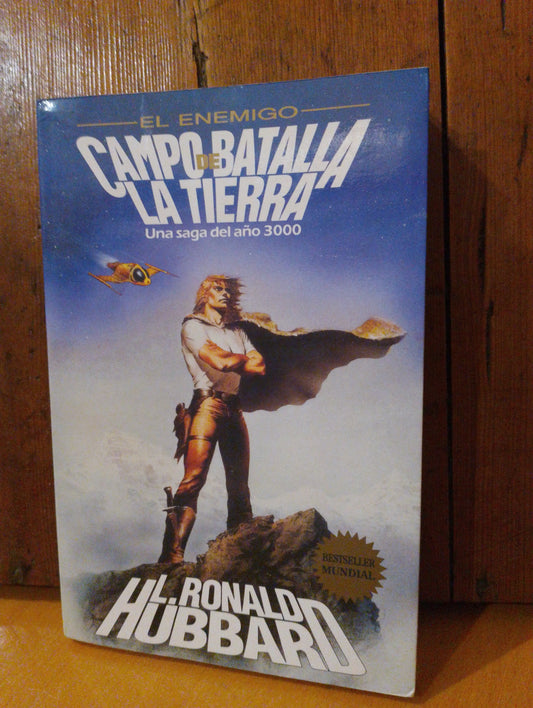 EL ENEMIGO
CAMPO DE BATALLA
LA TIERRA
Una saga del año 3000
BESTSELLER
MUNDIAL
L. RONALD
HUBBARD